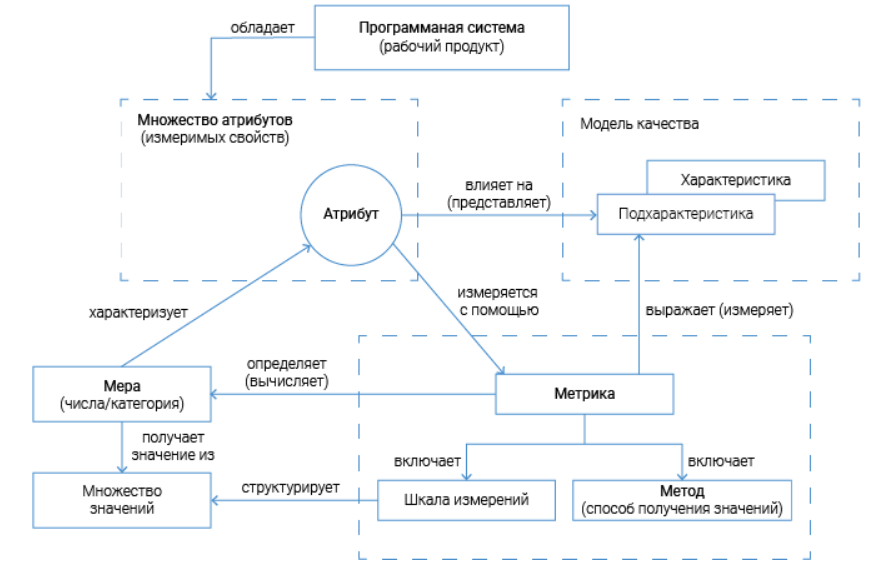 Программаная система
(рабочий продукт)
обладает
Множество атрибутов
(измеримых свойств)
Модель качества
Характеристика
Подхарактеристика
влияет на
(представляет)
Атрибут
измеряется
с помощью
выражает (измеряет)
характеризует
определяет
(вычисляет)
Мера
(числа/категория)
Метрика
получает
значение из
включает
включает
структурирует
Множество
значений
Шкала измерений
Метод
(способ получения значений)